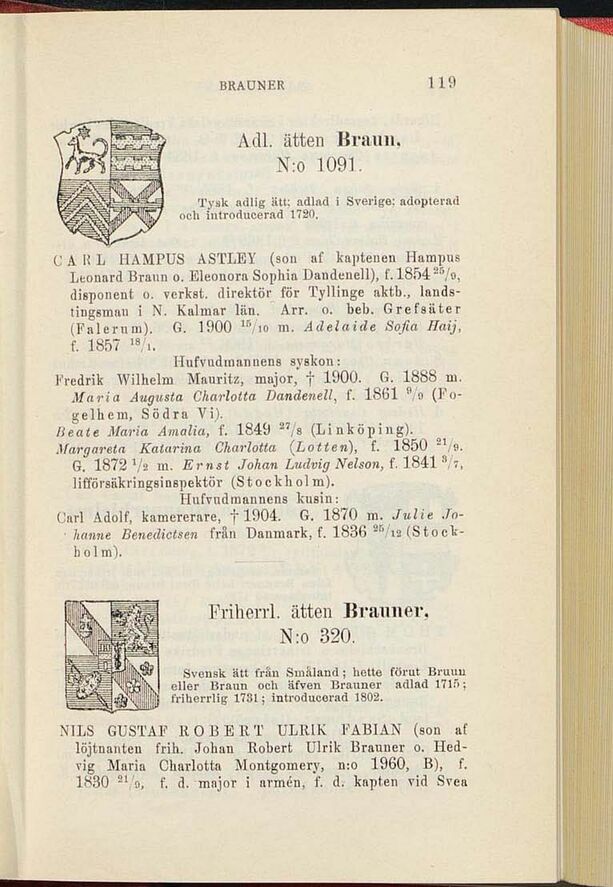 BRAUNER 119
Adl. ätten Braun,
N:o 1091.
Tysk adlig ätt; adlad i Sverige; adopterad
och introducerad 1720.
CARL HAMPUS ASTLEY (son af kaptenen Hampus
Leonard Braun o. Eleonora Sophia Dandenell), f. 1854 25/9,
disponent o. verkst. direktör för Tyllinge aktb., lands-
tingsman i N. Kalmar län. Arr. o. beb. Grefsäter
(Falerum). G. 1900 15/10 m. Adelaide Sofia Haij,
f. 1857 18/1.
Hufvudmannens syskon:
Fredrik Wilhelm Mauritz, major, † 1900. G. 1888 m.
Maria Augusta Charlotta Dandenell, f. 1861 9/9 (Fo-
gelhem, Södra Vi).
Beate Maria Amalia, f. 1849 27/8 (Linköping).
Margareta Katarina Charlotta (Lotten), f. 1850 21/9.
G. 1872 1/2 m. Ernst Johan Ludvig Nelson, f. 1841 3/7,
lifförsäkringsinspektör (Stockholm).
Hufvudmannens kusin:
Carl Adolf, kamererare, † 1904. G. 1870 m. Julie Jo-
hanne Benedictsen från Danmark, f. 1836 25/12 (Stock-
holm).
Friherrl. ätten Brauner,
N:o 320.
Svensk ätt från Småland; hette förut Bruun
eller Braun och äfven Brauner adlad 1715;
friherrlig 1731; introducerad 1802.
NILS GUSTAF ROBERT ULRIK FABIAN (son af
löjtnanten frih. Johan Robert Ulrik Brauner o. Hed-
vig Maria Charlotta Montgomery, n:o 1960, B), f.
1830 21/9, f. d. major i armén, f. d. kapten vid Svea